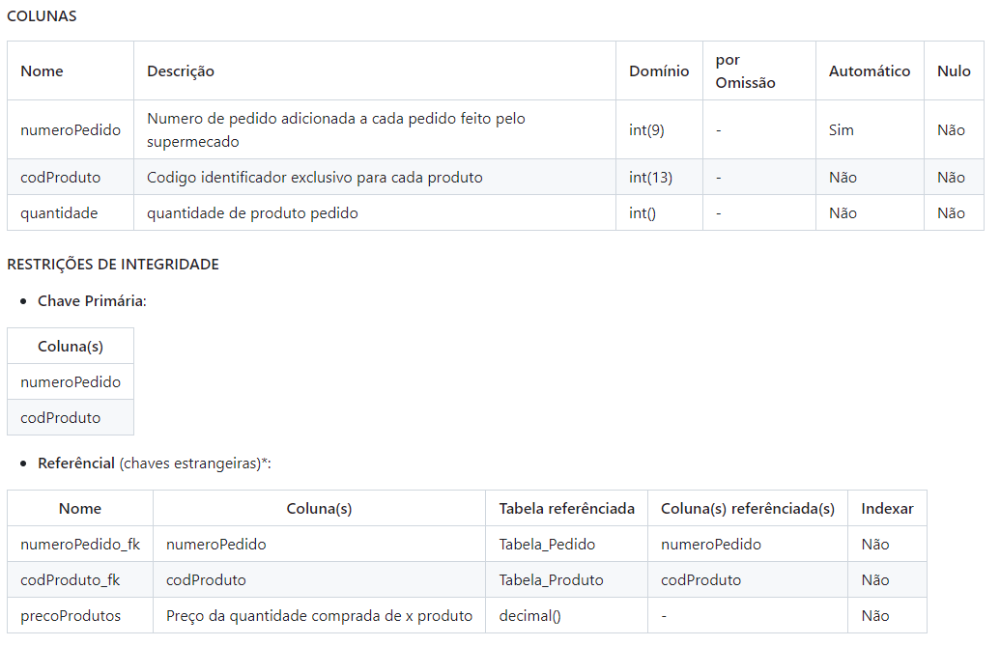 COLUNAS
Nome Descrição Domínio por Omissão Automático Nulo
numeroPedido Numero de pedido adicionada a cada pedido feito pelo supermecado int(9) - Sim Não
codProduto Codigo identificador exclusivo para cada produto int(13) - Não Não
quantidade quantidade de produto pedido int() - Não Não
RESTRIÇÕES DE INTEGRIDADE
• Chave Primária:
Coluna(s)
numeroPedido
codProduto
• Referêncial (chaves estrangeiras)*:
Nome Coluna(s) Tabela referênciada Coluna(s) referênciada(s) Indexar
numeroPedido_fk numeroPedido Tabela_Pedido numeroPedido Não
codProduto_fk codProduto Tabela_Produto codProduto Não
precoProdutos Preço da quantidade comprada de x produto decimal() - Não